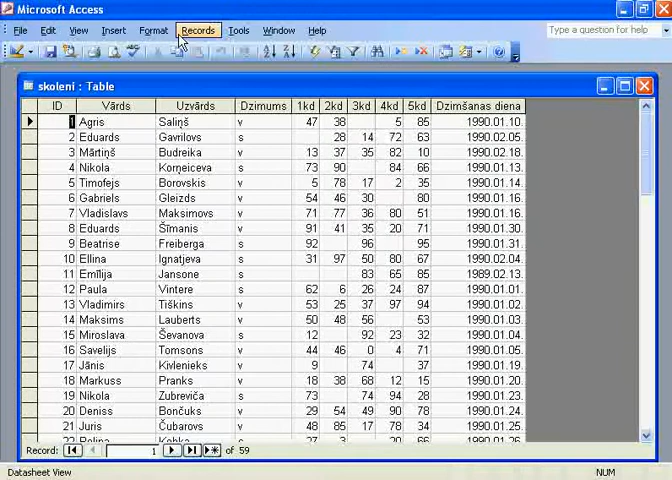 Microsoft Access
File Edit View Insert Format Records Tools Window Help Type a question for help
skoleni : Table
ID Vārds Uzvārds Dzimums 1kd 2kd 3kd 4kd 5kd Dzimšanas diena
1 Agris Saliņš v 47 38 5 85 1990.01.10.
2 Eduards Gavrilovs s 28 14 72 63 1990.02.05.
3 Mārtiņš Budreika v 13 37 35 82 10 1990.02.18.
4 Nikola Korņeiceva s 73 90 84 66 1990.01.13.
5 Timofejs Borovskis v 5 78 17 2 35 1990.01.14.
6 Gabriels Gleizds v 54 46 30 80 1990.01.16.
7 Vladislavs Maksimovs v 71 77 36 80 51 1990.01.16.
8 Eduards Šīmanis v 91 41 35 20 71 1990.01.30.
9 Beatrise Freiberga s 92 96 95 1990.01.31.
10 Ellina Ignatjeva s 31 97 50 80 67 1990.02.04.
11 Emīlija Jansone s 83 65 85 1989.02.13.
12 Paula Vintere s 62 6 26 24 87 1990.01.01.
13 Vladimirs Tiškins v 53 25 37 97 94 1990.01.02.
14 Maksims Lauberts v 50 48 56 53 1990.01.03.
15 Miroslava Ševanova s 12 92 23 32 1990.01.04.
16 Savelijs Tomsons v 44 46 0 4 71 1990.01.05.
17 Jānis Kivlenieks v 9 74 37 1990.01.19.
18 Markuss Pranks v 18 38 68 12 15 1990.01.20.
19 Nikola Zubreviča s 73 74 94 28 1990.01.23.
20 Deniss Bončuks v 29 54 49 90 78 1990.01.24.
21 Juris Čubarovs v 48 85 17 78 34 1990.01.25.
Record: 1 of 59
Datasheet View NUM